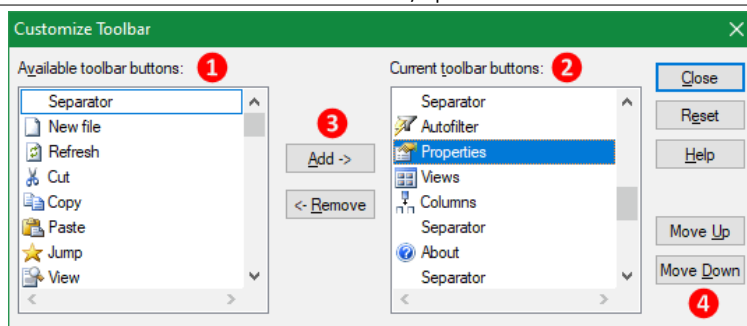 Customize Toolbar
Available toolbar buttons: 1
Separator
New file
Refresh
Cut
Copy
Paste
Jump
View
3
Add ->
<- Remove
Current toolbar buttons: 2
Separator
Autofilter
Properties
Views
Columns
Separator
About
Separator
Close
Reset
Help
Move Up
Move Down
4